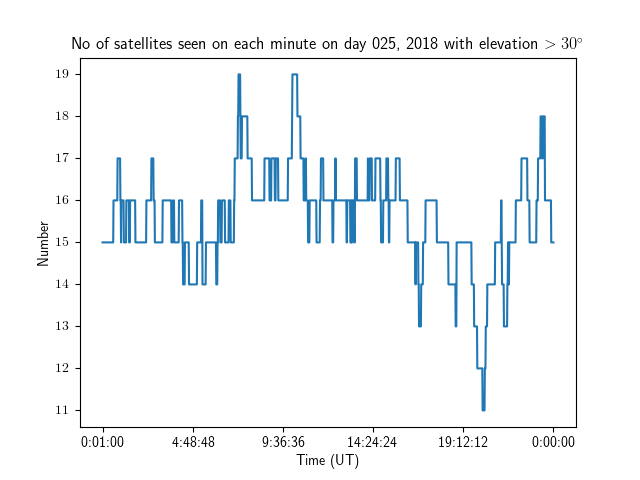 No of satellites seen on each minute on day 025, 2018 with elevation > 30°
19
18
17
16
15
14
13
12
11
Number
0:01:00 4:48:48 9:36:36 14:24:24 19:12:12 0:00:00
Time (UT)